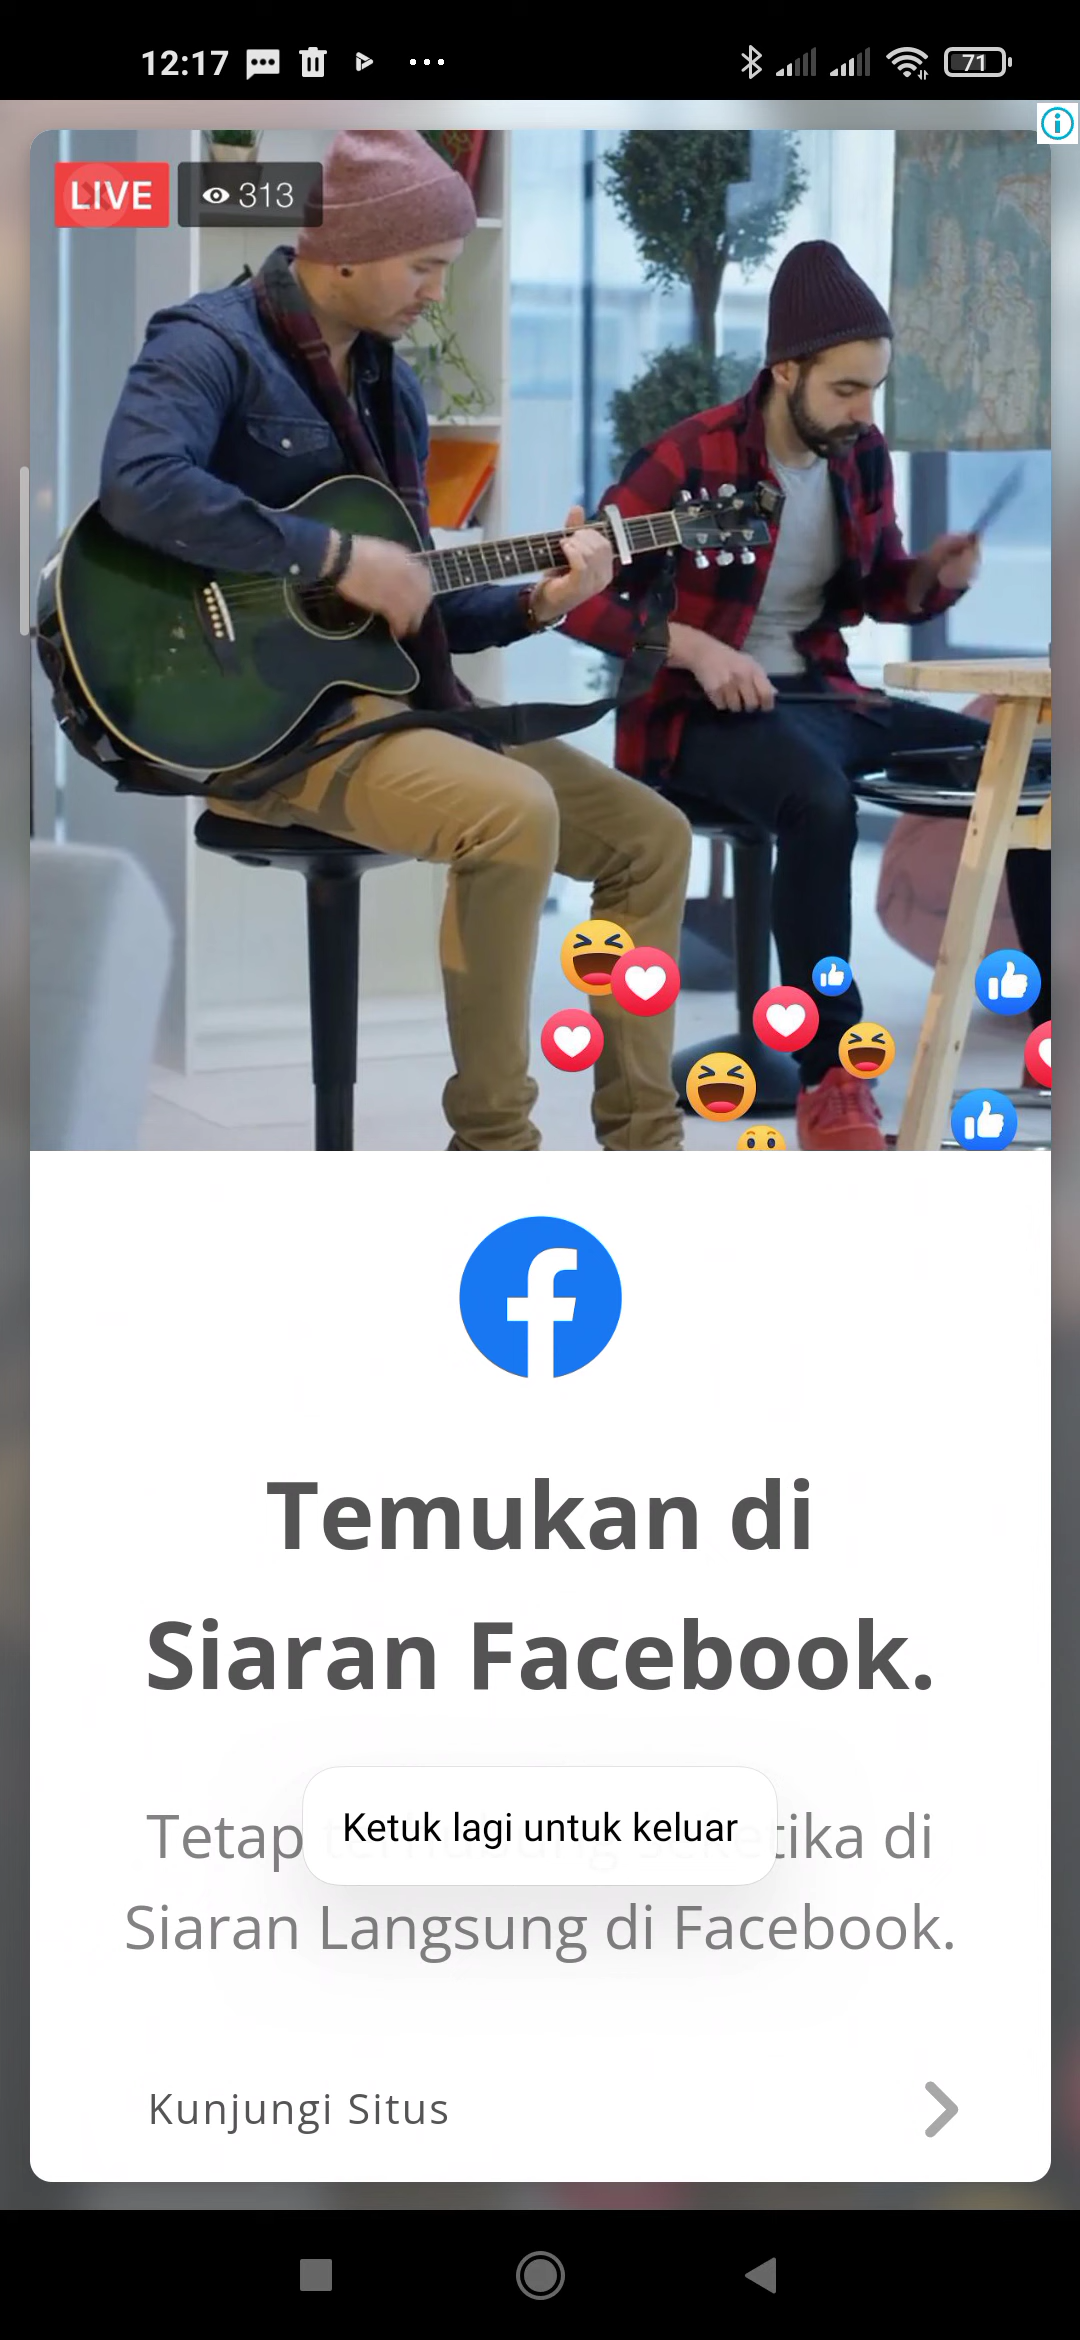 12:17
71
LIVE
313
Temukan di
Siaran Facebook.
Tetap tika di
Ketuk lagi untuk keluar
Siaran Langsung di Facebook.
Kunjungi Situs